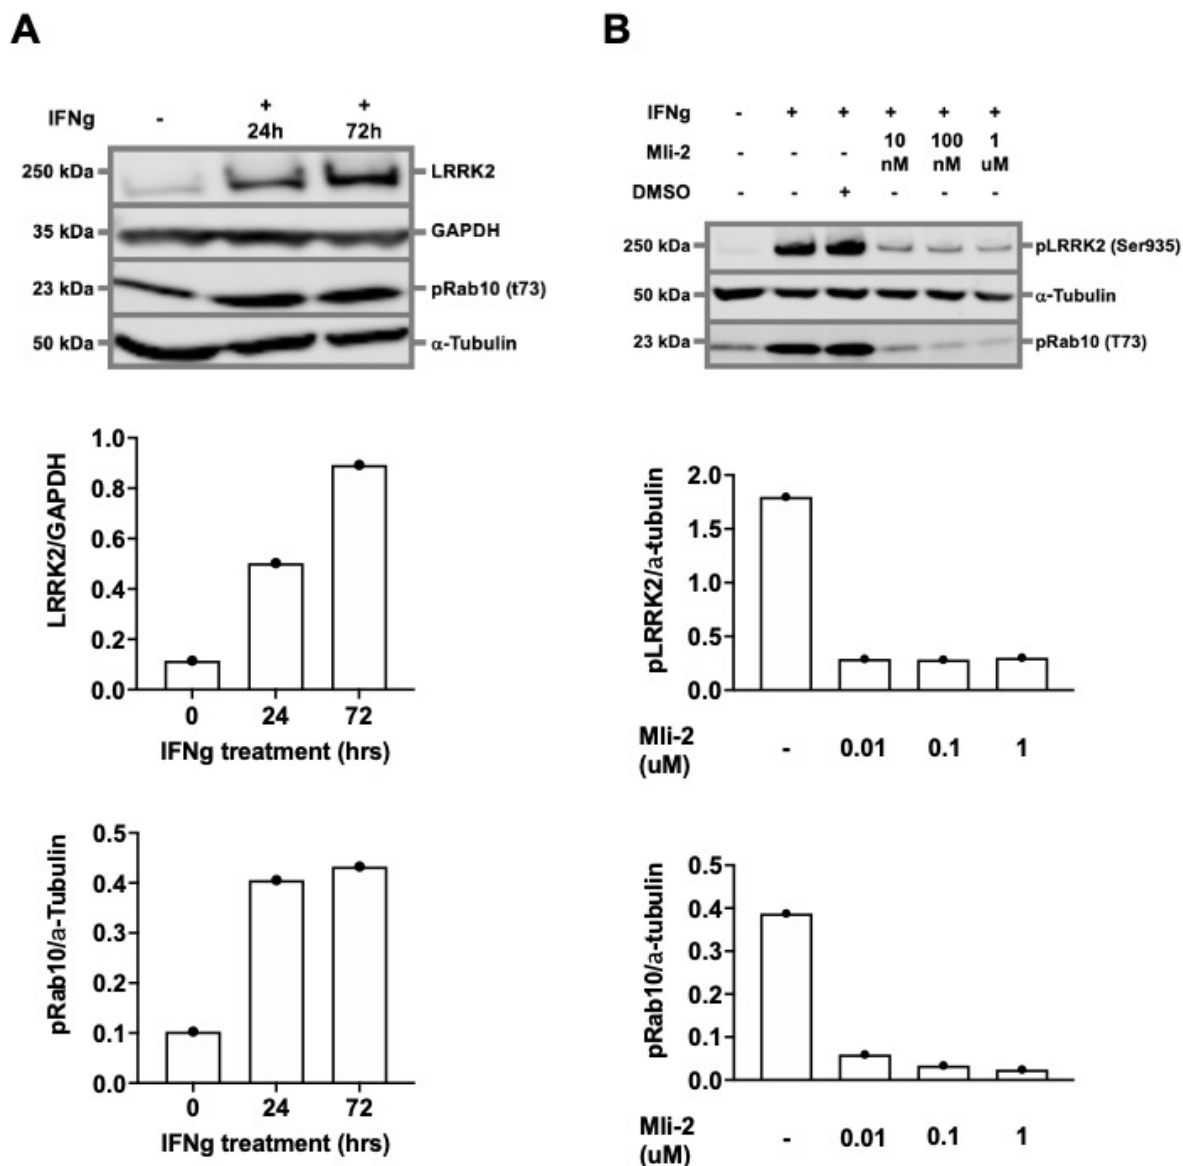 A
B
IFNg - + 24h + 72h
250 kDa LRRK2
35 kDa GAPDH
23 kDa pRab10 (t73)
50 kDa α-Tubulin
IFNg - + + + + +
Mli-2 - - - 10 nM 100 nM 1 uM
DMSO - - + - - -
250 kDa pLRRK2 (Ser935)
50 kDa α-Tubulin
23 kDa pRab10 (T73)
LRRK2/GAPDH
1.0
0.8
0.6
0.4
0.2
0.0
0 24 72
IFNg treatment (hrs)
pLRRK2/a-tubulin
2.0
1.5
1.0
0.5
0.0
Mli-2 (uM) - 0.01 0.1 1
pRab10/a-Tubulin
0.5
0.4
0.3
0.2
0.1
0.0
0 24 72
IFNg treatment (hrs)
pRab10/a-tubulin
0.5
0.4
0.3
0.2
0.1
0.0
Mli-2 (uM) - 0.01 0.1 1